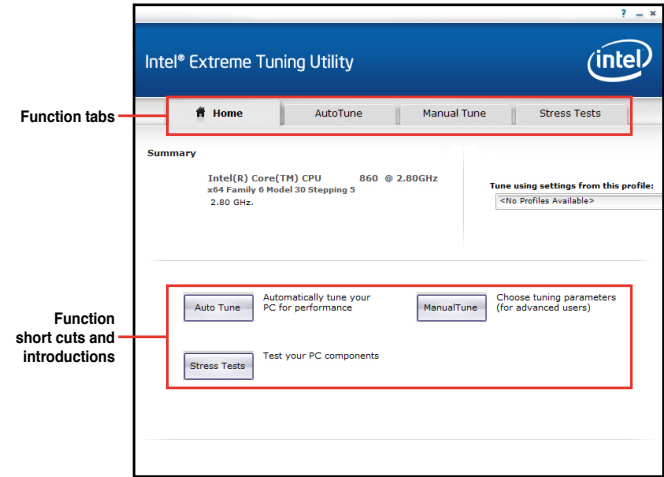 ? – ×
Intel® Extreme Tuning Utility
(intel)
Function tabs
Home AutoTune Manual Tune Stress Tests
Summary
Intel(R) Core(TM) CPU 860 @ 2.80GHz
x64 Family 6 Model 30 Stepping 5
2.80 GHz.
Tune using settings from this profile:
<No Profiles Available>
Function
short cuts and
introductions
Auto Tune
Automatically tune your
PC for performance
ManualTune
Choose tuning parameters
(for advanced users)
Stress Tests
Test your PC components